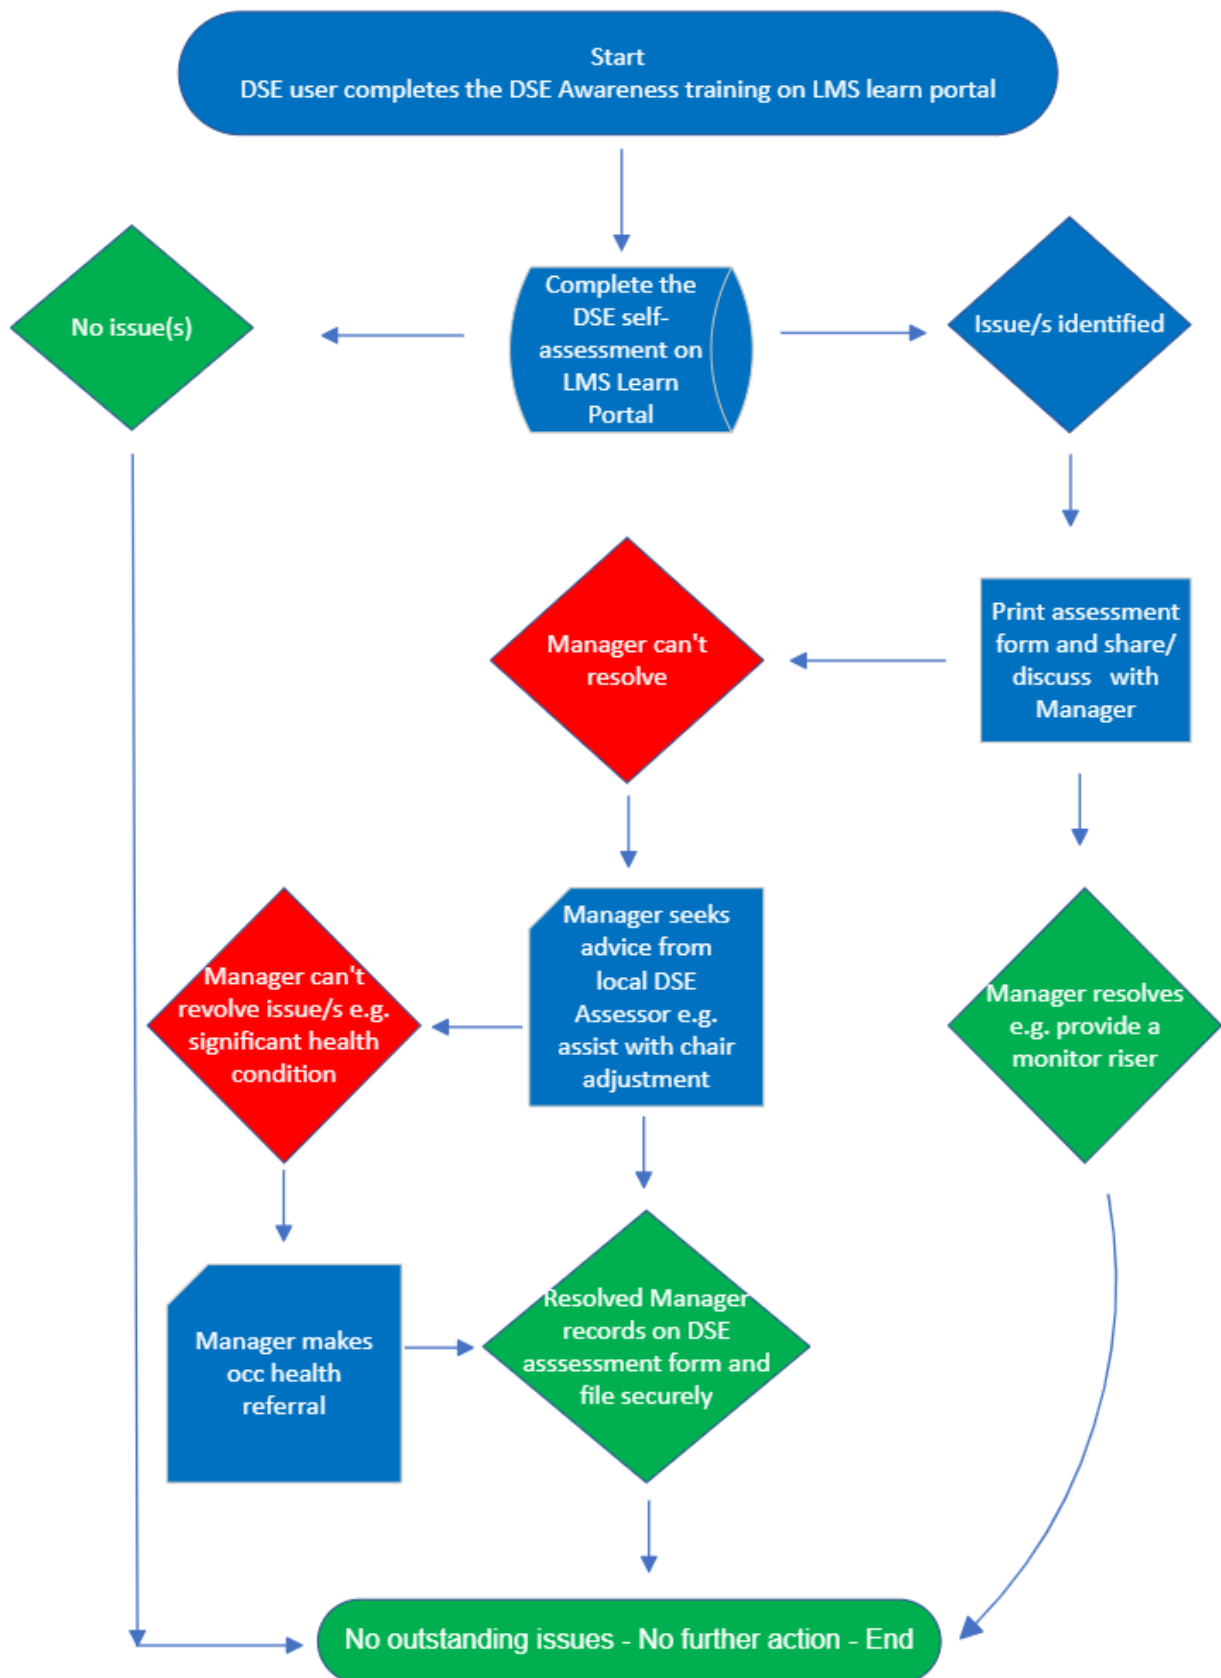 Start
DSE user completes the DSE Awareness training on LMS learn portal
No issue(s)
Complete the
DSE self-
assessment on
LMS Learn
Portal
Issue/s identified
Manager can't
resolve
Print assessment
form and share/
discuss with
Manager
Manager can't
revolve issue/s e.g.
significant health
condition
Manager seeks
advice from
local DSE
Assessor e.g.
assist with chair
adjustment
Manager resolves
e.g. provide a
monitor riser
Manager makes
occ health
referral
Resolved Manager
records on DSE
asssessment form and
file securely
No outstanding issues - No further action - End